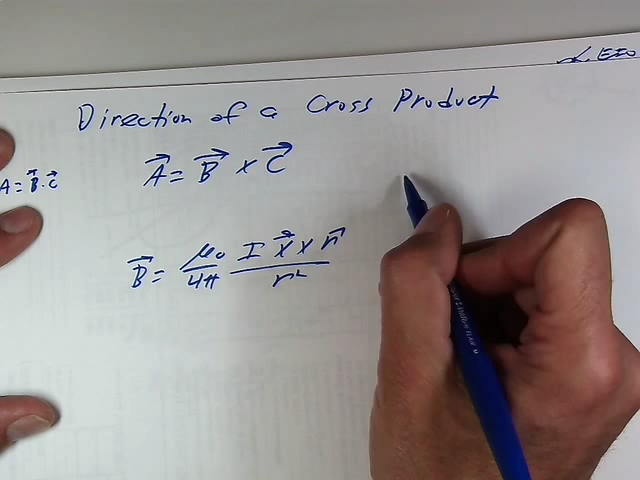 Direction of a Cross Product
A⃗ = B⃗ × C⃗
A = B⃗ · C⃗
B⃗ = μ₀/4π I x⃗ × r⃗ / r²